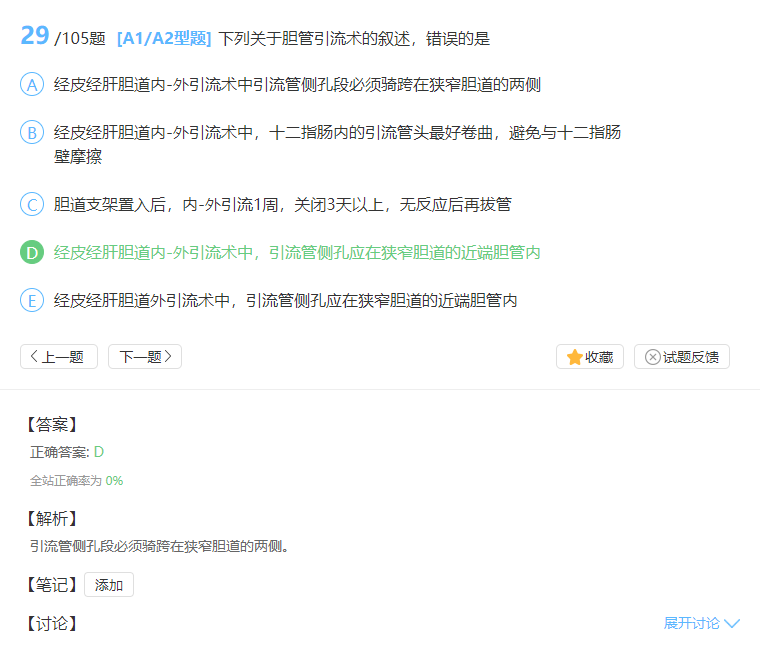 29 /105题 [A1/A2型题] 下列关于胆管引流术的叙述，错误的是
A 经皮经肝胆道内-外引流术中引流管侧孔段必须骑跨在狭窄胆道的两侧
B 经皮经肝胆道内-外引流术中，十二指肠内的引流管头最好卷曲，避免与十二指肠
壁摩擦
C 胆道支架置入后，内-外引流1周，关闭3天以上，无反应后再拔管
D 经皮经肝胆道内-外引流术中，引流管侧孔应在狭窄胆道的近端胆管内
E 经皮经肝胆道外引流术中，引流管侧孔应在狭窄胆道的近端胆管内
上一题 下一题 收藏 试题反馈
【答案】
正确答案: D
全站正确率为 0%
【解析】
引流管侧孔段必须骑跨在狭窄胆道的两侧。
【笔记】 添加
【讨论】 展开讨论